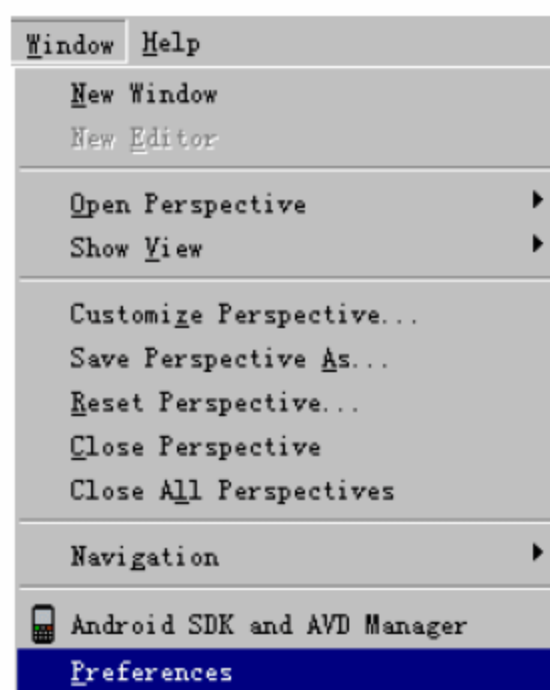 Window Help
New Window
New Editor
Open Perspective
Show View
Customize Perspective...
Save Perspective As...
Reset Perspective...
Close Perspective
Close All Perspectives
Navigation
Android SDK and AVD Manager
Preferences